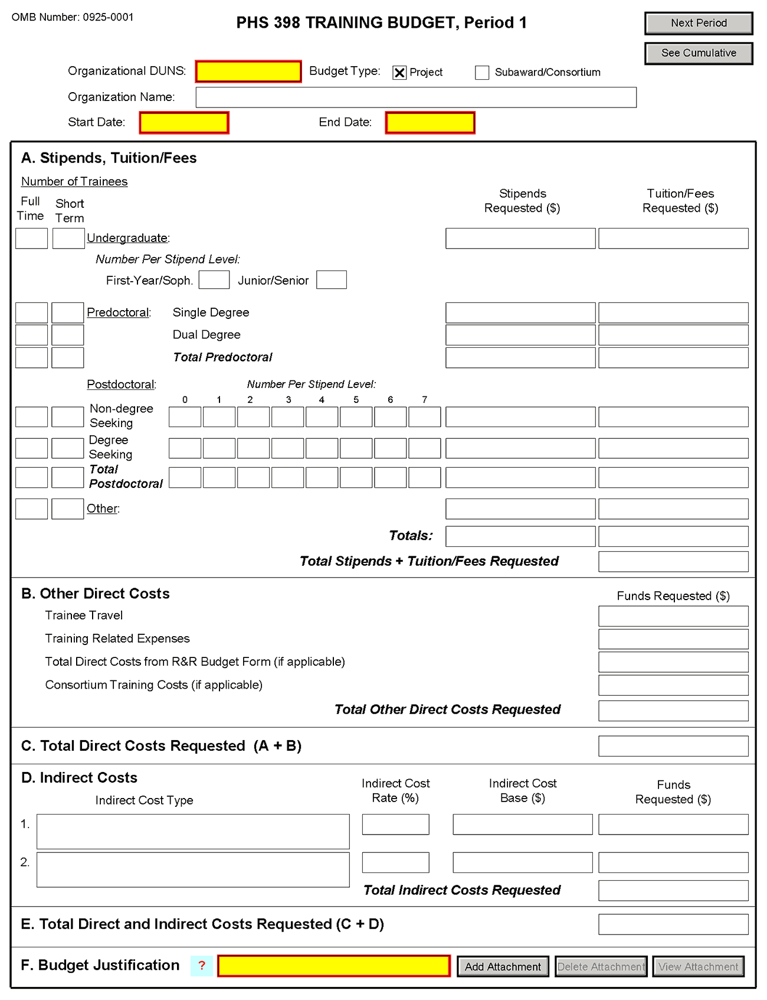 OMB Number: 0925-0001
PHS 398 TRAINING BUDGET, Period 1
Next Period
See Cumulative
Organizational DUNS:
Budget Type:
Project
Subaward/Consortium
Organization Name:
Start Date:
End Date:
A. Stipends, Tuition/Fees
Number of Trainees
Full
Time
Short
Term
Stipends
Requested ($)
Tuition/Fees
Requested ($)
Undergraduate:
Number Per Stipend Level:
First-Year/Soph.
Junior/Senior
Predoctoral:
Single Degree
Dual Degree
Total Predoctoral
Postdoctoral:
Number Per Stipend Level:
0 1 2 3 4 5 6 7
Non-degree
Seeking
Degree
Seeking
Total
Postdoctoral
Other:
Totals:
Total Stipends + Tuition/Fees Requested
B. Other Direct Costs
Funds Requested ($)
Trainee Travel
Training Related Expenses
Total Direct Costs from R&R Budget Form (if applicable)
Consortium Training Costs (if applicable)
Total Other Direct Costs Requested
C. Total Direct Costs Requested (A + B)
D. Indirect Costs
Indirect Cost Type
Indirect Cost
Rate (%)
Indirect Cost
Base ($)
Funds
Requested ($)
1.
2.
Total Indirect Costs Requested
E. Total Direct and Indirect Costs Requested (C + D)
F. Budget Justification
?
Add Attachment
Delete Attachment
View Attachment